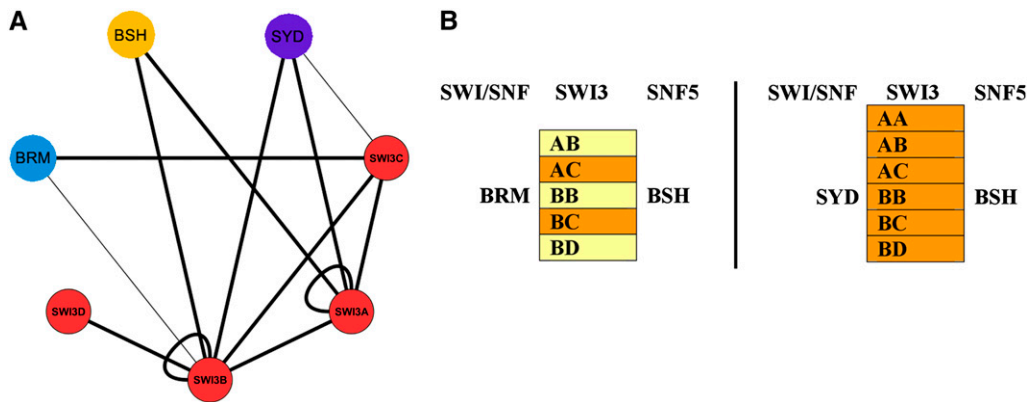 A
BSH
SYD
BRM
SWI3C
SWI3D
SWI3A
SWI3B
B
SWI/SNF SWI3 SNF5
AB
AC
BRM BB BSH
BC
BD
SWI/SNF SWI3 SNF5
AA
AB
AC
SYD BB BSH
BC
BD